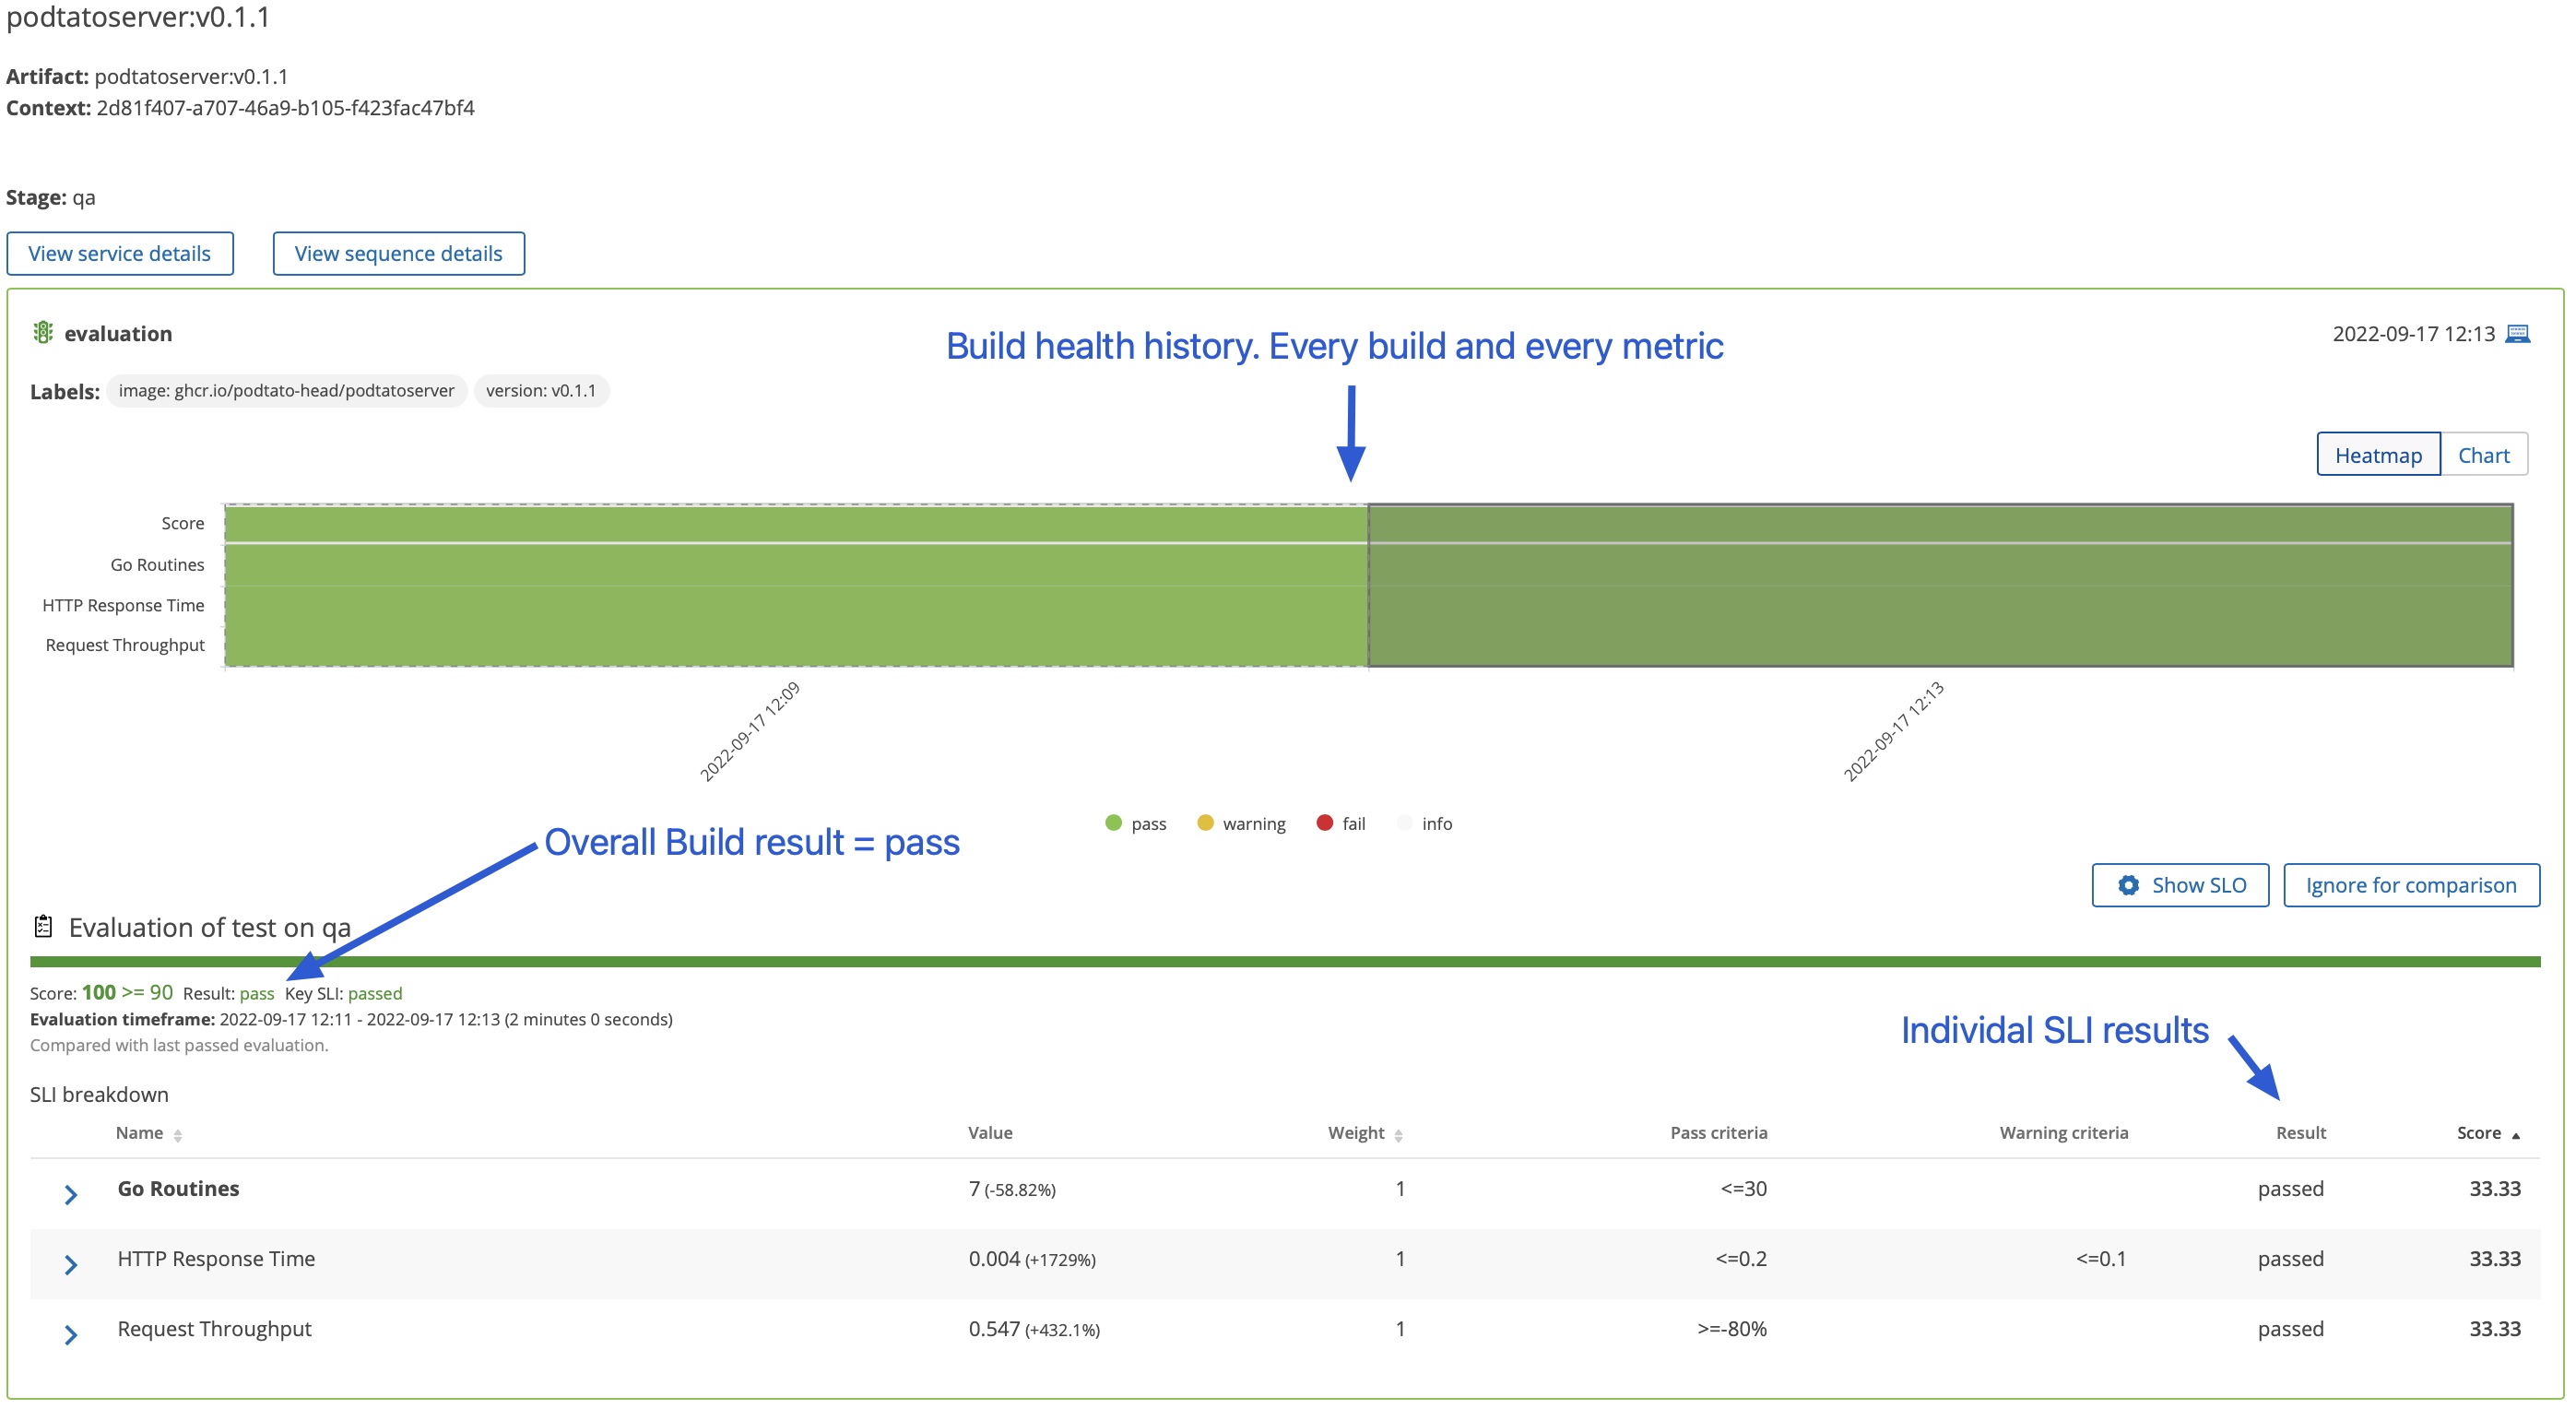 podtatoserver:v0.1.1
Artifact: podtatoserver:v0.1.1
Context: 2d81f407-a707-46a9-b105-f423fac47bf4
Stage: qa
View service details View sequence details
evaluation
Build health history. Every build and every metric
2022-09-17 12:13
Labels: image: ghcr.io/podtato-head/podtatoserver version: v0.1.1
Heatmap Chart
Score
Go Routines
HTTP Response Time
Request Throughput
2022-09-17 12:09
2022-09-17 12:13
pass warning fail info
Overall Build result = pass
Show SLO Ignore for comparison
Evaluation of test on qa
Score: 100 >= 90 Result: pass Key SLI: passed
Evaluation timeframe: 2022-09-17 12:11 - 2022-09-17 12:13 (2 minutes 0 seconds)
Compared with last passed evaluation.
Individal SLI results
SLI breakdown
Name Value Weight Pass criteria Warning criteria Result Score
Go Routines 7 (-58.82%) 1 <=30 passed 33.33
HTTP Response Time 0.004 (+1729%) 1 <=0.2 <=0.1 passed 33.33
Request Throughput 0.547 (+432.1%) 1 >=-80% passed 33.33